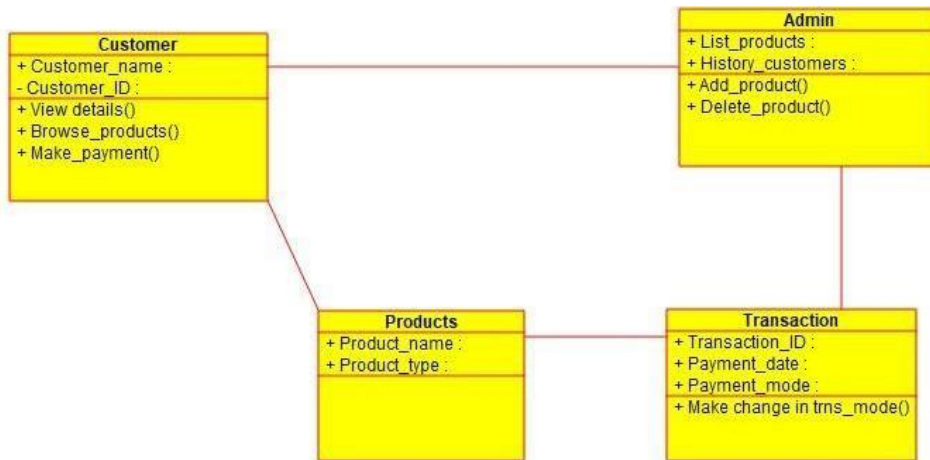 Customer
+ Customer_name :
- Customer_ID :
+ View details()
+ Browse_products()
+ Make_payment()
Admin
+ List_products :
+ History_customers :
+ Add_product()
+ Delete_product()
Products
+ Product_name :
+ Product_type :
Transaction
+ Transaction_ID :
+ Payment_date :
+ Payment_mode :
+ Make change in trns_mode()